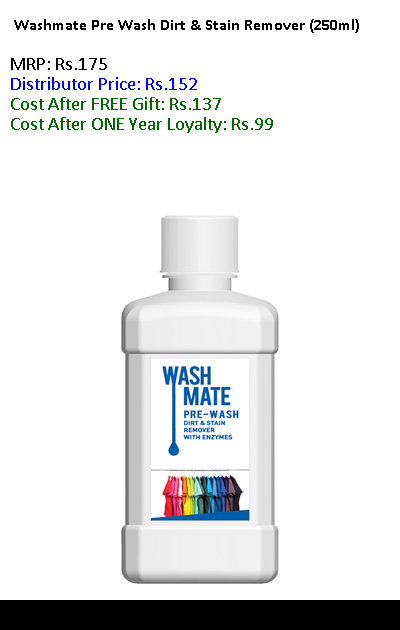 Washmate Pre Wash Dirt & Stain Remover (250ml)
MRP: Rs.175
Distributor Price: Rs.152
Cost After FREE Gift: Rs.137
Cost After ONE Year Loyalty: Rs.99
WASH
MATE
PRE-WASH
DIRT & STAIN
REMOVER
WITH ENZYMES